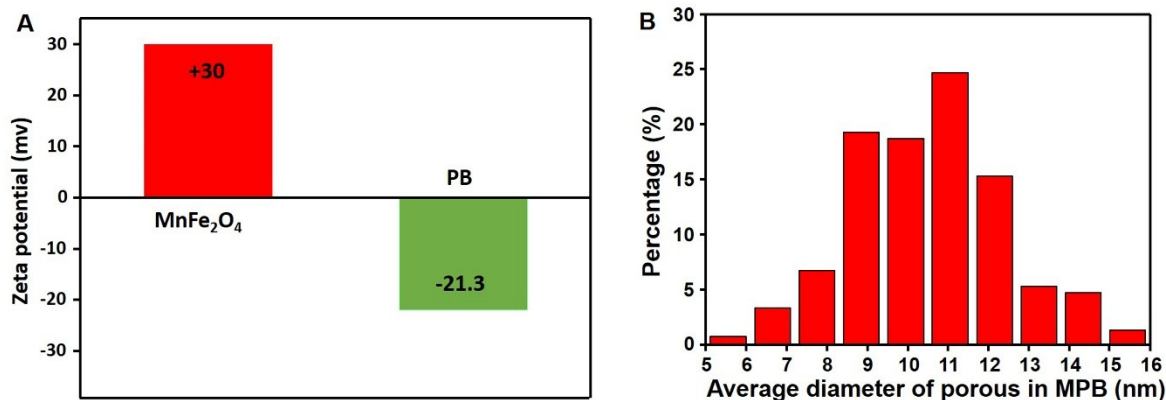 A
Zeta potential (mv)
30
20
10
0
-10
-20
-30
+30
MnFe₂O₄
PB
-21.3
B
Percentage (%)
30
25
20
15
10
5
0
5 6 7 8 9 10 11 12 13 14 15 16
Average diameter of porous in MPB (nm)